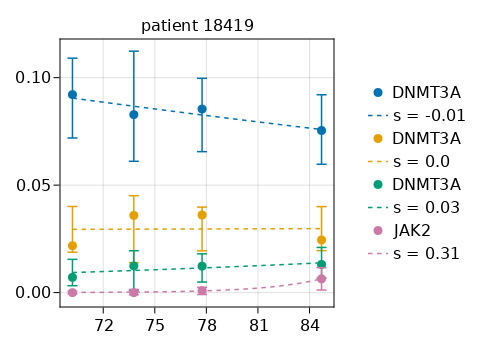 patient 18419
0.10
0.05
0.00
72 75 78 81 84
DNMT3A
s = -0.01
DNMT3A
s = 0.0
DNMT3A
s = 0.03
JAK2
s = 0.31